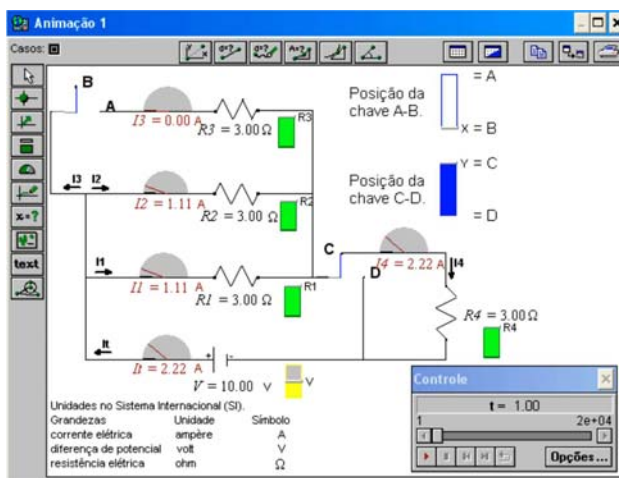 Animação 1
Casos:
text
B
A
I3 = 0.00 A
R3 = 3.00 Ω
R3
I3 I2
I2 = 1.11 A
R2 = 3.00 Ω
R2
I1
I1 = 1.11 A
R1 = 3.00 Ω
R1
It
It = 2.22 A
+ -
V = 10.00 V
V
C
D
I4 = 2.22 A
I4
R4 = 3.00 Ω
R4
Posição da
chave A-B.
= A
X = B
Posição da
chave C-D.
Y = C
= D
Unidades no Sistema Internacional (SI).
Grandezas Unidade Símbolo
corrente elétrica ampère A
diferença de potencial volt V
resistência elétrica ohm Ω
Controle
t = 1.00
1 2e+04
Opções...